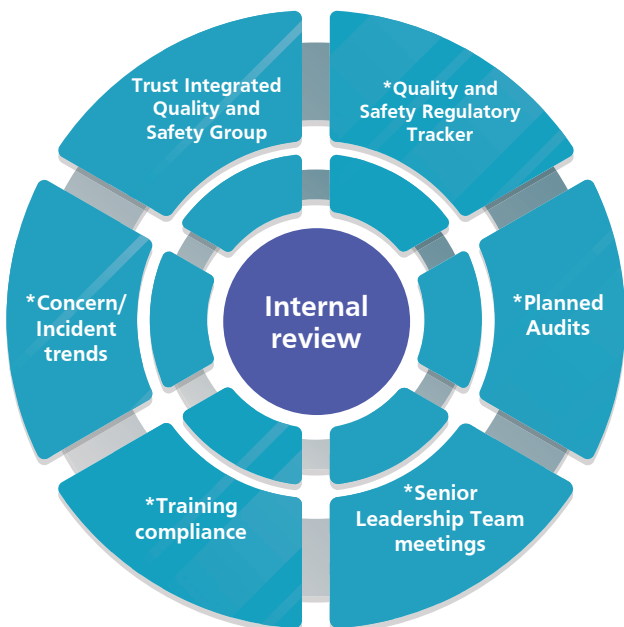 Trust Integrated
Quality and
Safety Group
*Quality and
Safety Regulatory
Tracker
*Concern/
Incident
trends
Internal
review
*Planned
Audits
*Training
compliance
*Senior
Leadership Team
meetings